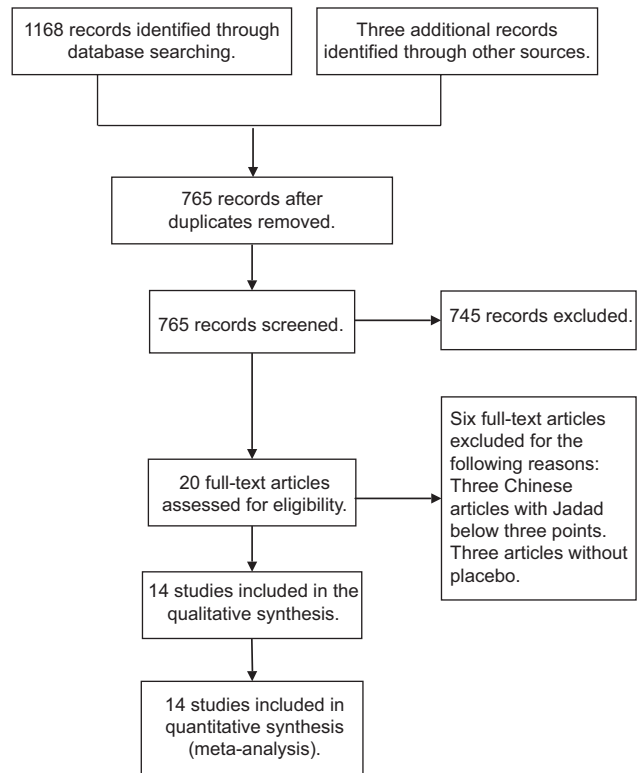 1168 records identified through
database searching.
Three additional records
identified through other sources.
765 records after
duplicates removed.
765 records screened.
745 records excluded.
20 full-text articles
assessed for eligibility.
Six full-text articles
excluded for the
following reasons:
Three Chinese
articles with Jadad
below three points.
Three articles without
placebo.
14 studies included in the
qualitative synthesis.
14 studies included in
quantitative synthesis
(meta-analysis).